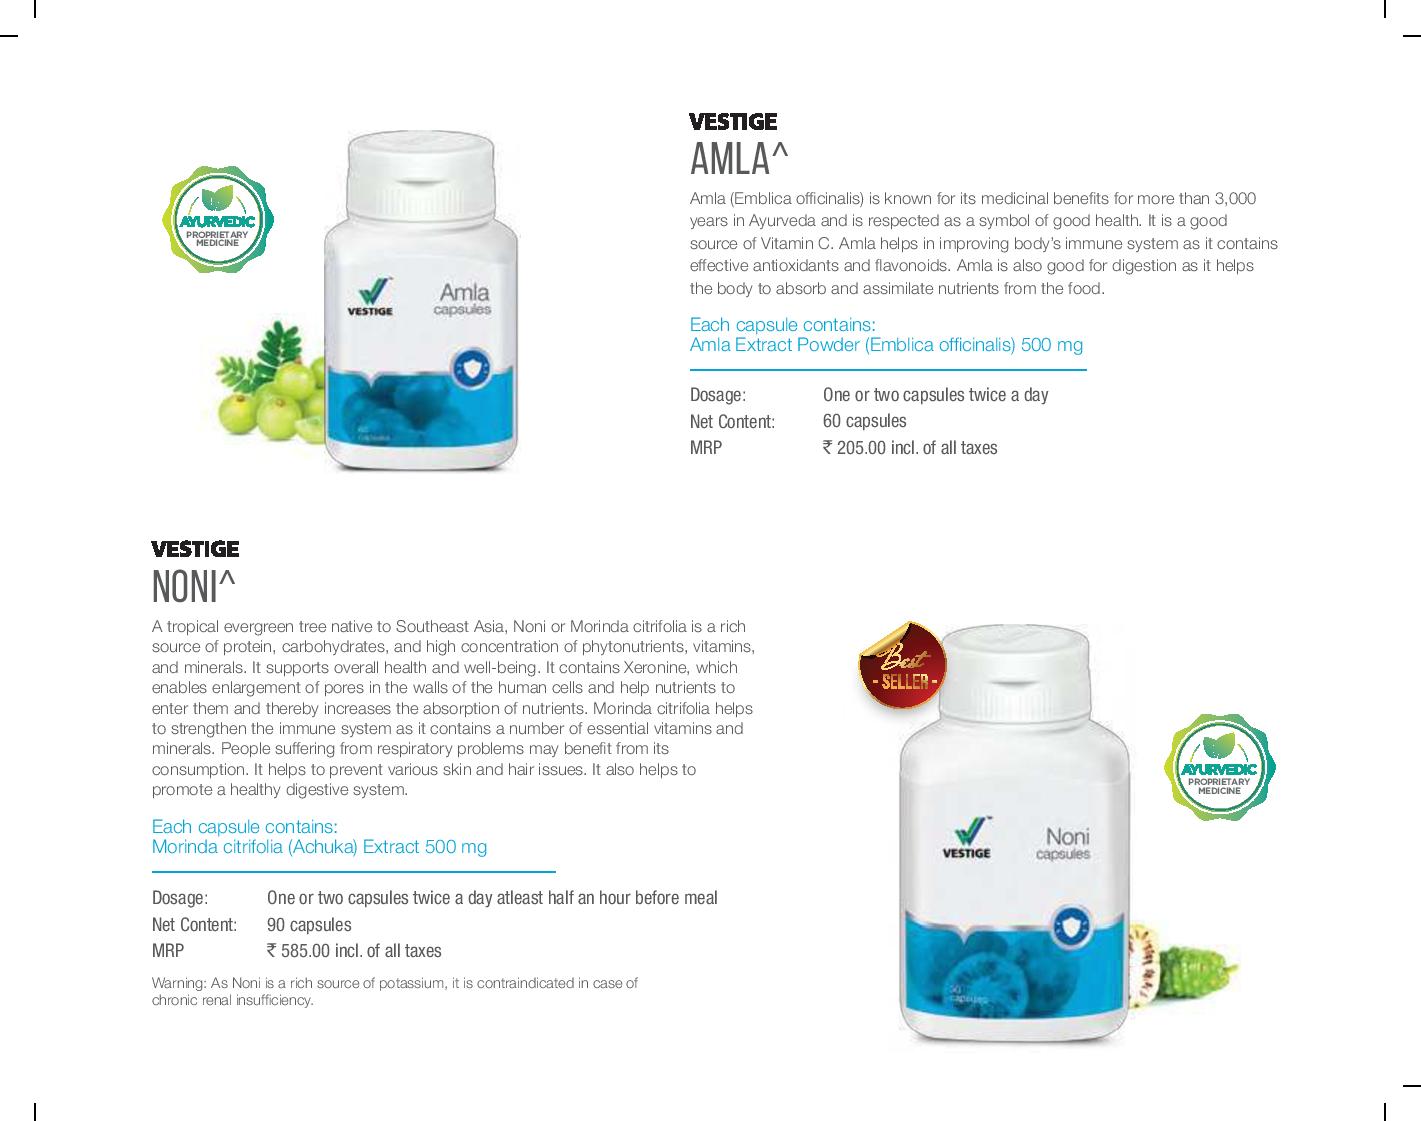 VESTIGE
AMLA^
Amla (Emblica officinalis) is known for its medicinal benefits for more than 3,000
years in Ayurveda and is respected as a symbol of good health. It is a good
source of Vitamin C. Amla helps in improving body's immune system as it contains
effective antioxidants and flavonoids. Amla is also good for digestion as it helps
the body to absorb and assimilate nutrients from the food.
Each capsule contains:
Amla Extract Powder (Emblica officinalis) 500 mg
Dosage: One or two capsules twice a day
Net Content: 60 capsules
MRP ₹ 205.00 incl. of all taxes
AYURVEDIC
PROPRIETARY
MEDICINE
VESTIGE
Amla
capsules
60
capsules
VESTIGE
NONI^
A tropical evergreen tree native to Southeast Asia, Noni or Morinda citrifolia is a rich
source of protein, carbohydrates, and high concentration of phytonutrients, vitamins,
and minerals. It supports overall health and well-being. It contains Xeronine, which
enables enlargement of pores in the walls of the human cells and help nutrients to
enter them and thereby increases the absorption of nutrients. Morinda citrifolia helps
to strengthen the immune system as it contains a number of essential vitamins and
minerals. People suffering from respiratory problems may benefit from its
consumption. It helps to prevent various skin and hair issues. It also helps to
promote a healthy digestive system.
Each capsule contains:
Morinda citrifolia (Achuka) Extract 500 mg
Dosage: One or two capsules twice a day atleast half an hour before meal
Net Content: 90 capsules
MRP ₹ 585.00 incl. of all taxes
Warning: As Noni is a rich source of potassium, it is contraindicated in case of
chronic renal insufficiency.
Best
- SELLER -
AYURVEDIC
PROPRIETARY
MEDICINE
VESTIGE
Noni
capsules
capsules